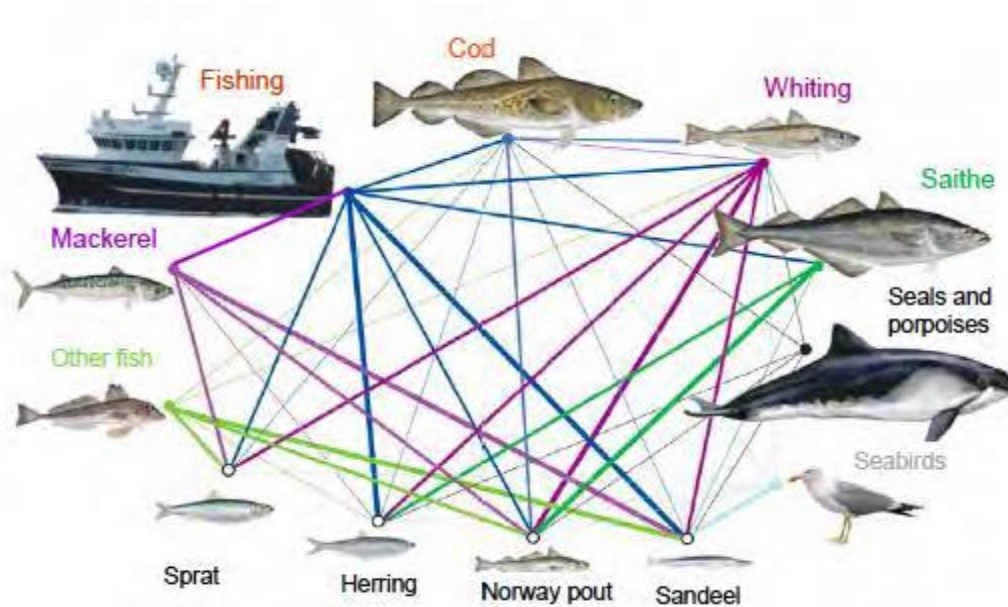 Cod
Fishing
Whiting
Saithe
Mackerel
Seals and
porpoises
Other fish
Seabirds
Sprat
Herring
Norway pout
Sandeel